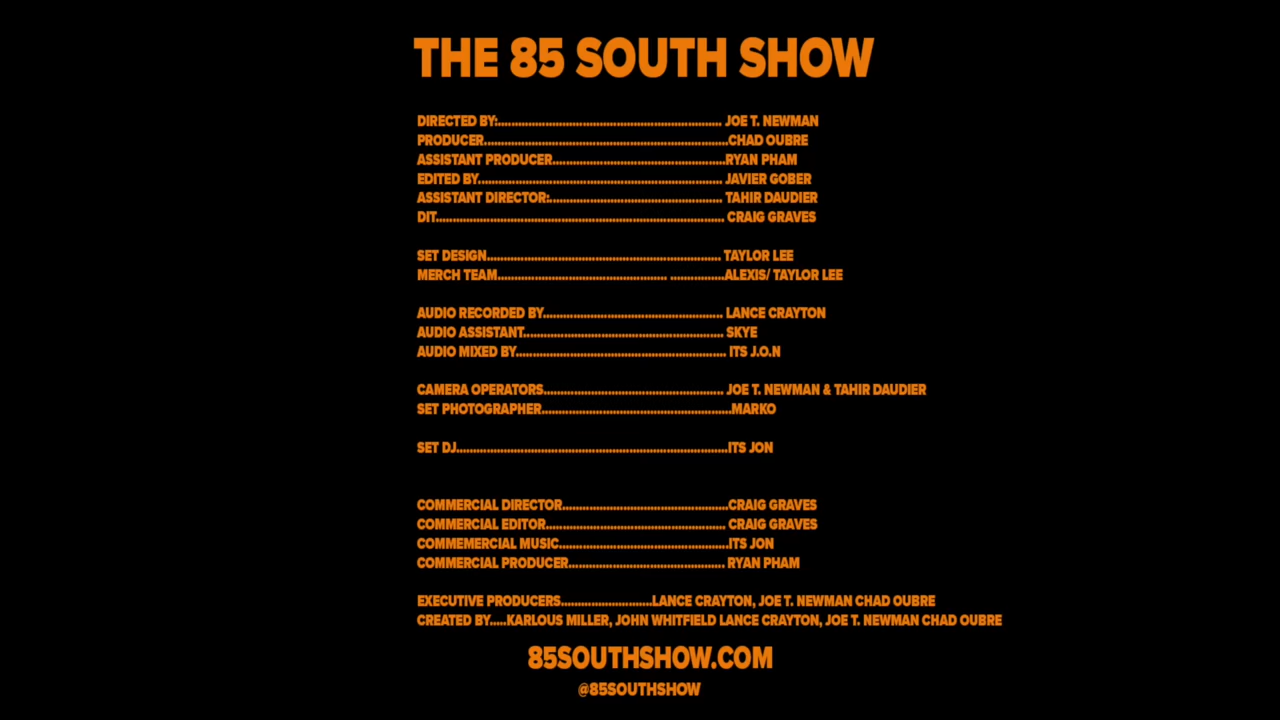 THE 85 SOUTH SHOW
DIRECTED BY:.................................................................. JOE T. NEWMAN
PRODUCER........................................................................CHAD OUBRE
ASSISTANT PRODUCER...................................................RYAN PHAM
EDITED BY........................................................................ JAVIER GOBER
ASSISTANT DIRECTOR:................................................... TAHIR DAUDIER
DIT..................................................................................... CRAIG GRAVES
SET DESIGN..................................................................... TAYLOR LEE
MERCH TEAM.................................................. ................ALEXIS/ TAYLOR LEE
AUDIO RECORDED BY..................................................... LANCE CRAYTON
AUDIO ASSISTANT........................................................... SKYE
AUDIO MIXED BY.............................................................. ITS J.O.N
CAMERA OPERATORS..................................................... JOE T. NEWMAN & TAHIR DAUDIER
SET PHOTOGRAPHER........................................................MARKO
SET DJ................................................................................ITS JON
COMMERCIAL DIRECTOR.................................................CRAIG GRAVES
COMMERCIAL EDITOR..................................................... CRAIG GRAVES
COMMEMERCIAL MUSIC..................................................ITS JON
COMMERCIAL PRODUCER.............................................. RYAN PHAM
EXECUTIVE PRODUCERS...........................LANCE CRAYTON, JOE T. NEWMAN CHAD OUBRE
CREATED BY.....KARLOUS MILLER, JOHN WHITFIELD LANCE CRAYTON, JOE T. NEWMAN CHAD OUBRE
85SOUTHSHOW.COM
@85SOUTHSHOW